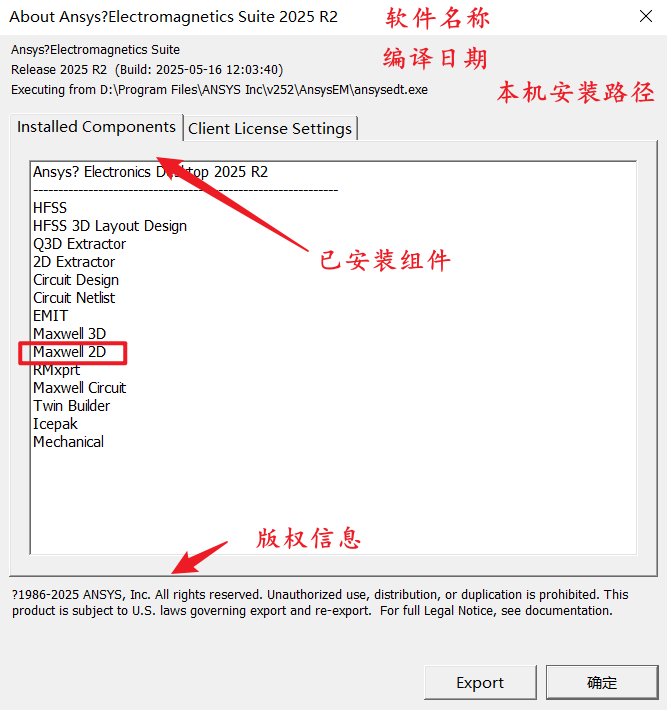 About Ansys?Electromagnetics Suite 2025 R2
软件名称
Ansys?Electromagnetics Suite
编译日期
Release 2025 R2 (Build: 2025-05-16 12:03:40)
Executing from D:\Program Files\ANSYS Inc\v252\AnsysEM\ansysedt.exe
本机安装路径
Installed Components
Client License Settings
Ansys? Electronics Desktop 2025 R2
-------------------------------------------------------------
HFSS
HFSS 3D Layout Design
Q3D Extractor
2D Extractor
已安装组件
Circuit Design
Circuit Netlist
EMIT
Maxwell 3D
Maxwell 2D
RMxprt
Maxwell Circuit
Twin Builder
Icepak
Mechanical
版权信息
?1986-2025 ANSYS, Inc. All rights reserved. Unauthorized use, distribution, or duplication is prohibited. This
product is subject to U.S. laws governing export and re-export. For full Legal Notice, see documentation.
Export
确定